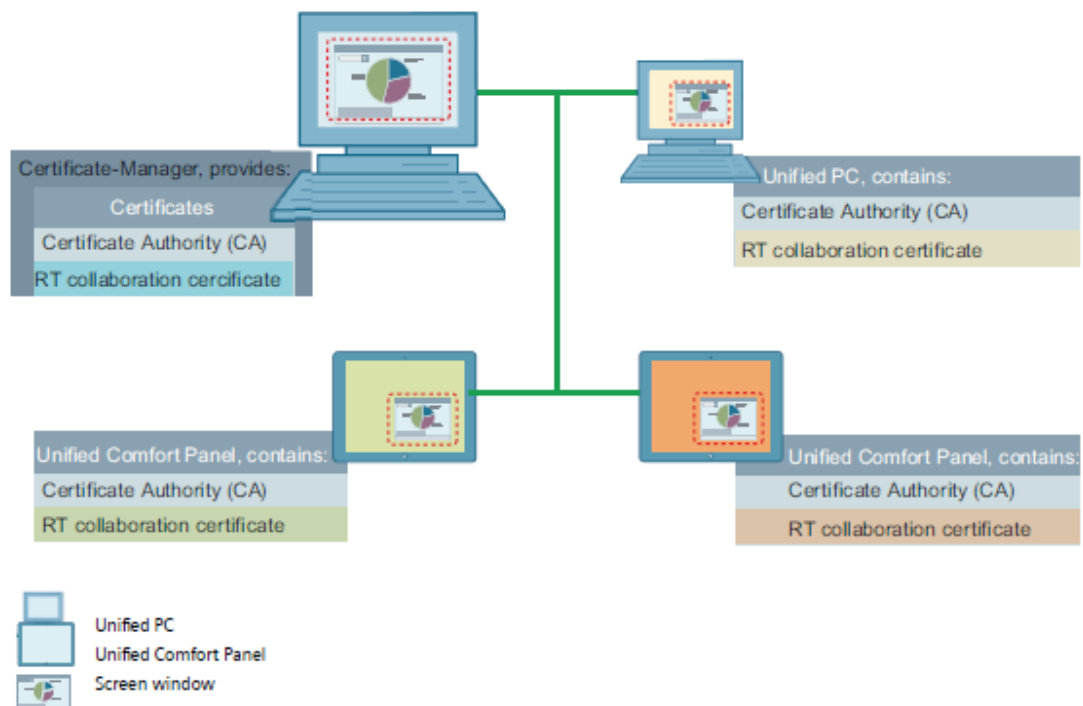 Certificate-Manager, provides:
Certificates
Certificate Authority (CA)
RT collaboration cercificate
Unified PC, contains:
Certificate Authority (CA)
RT collaboration certificate
Unified Comfort Panel, contains:
Certificate Authority (CA)
RT collaboration certificate
Unified Comfort Panel, contains:
Certificate Authority (CA)
RT collaboration certificate
Unified PC
Unified Comfort Panel
Screen window